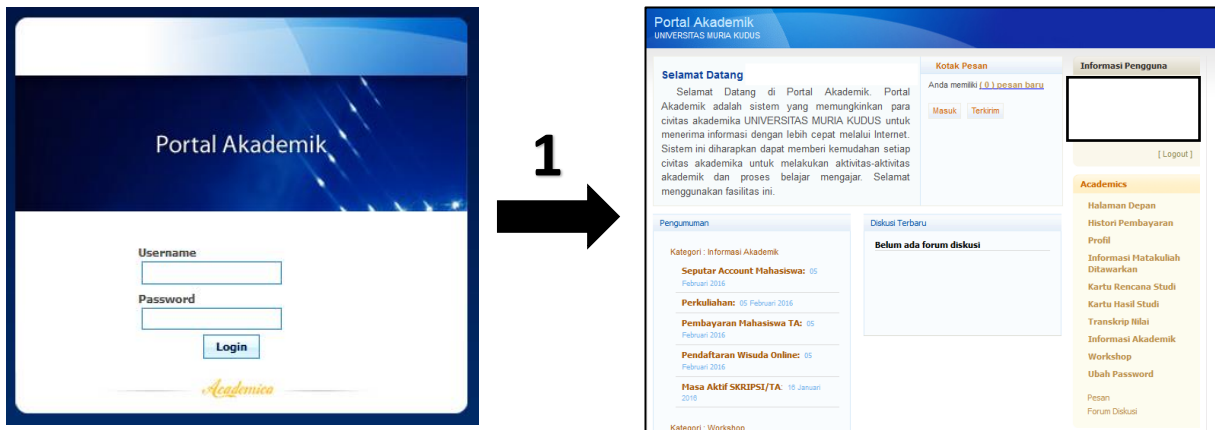 Portal Akademik
Username
Password
Login
Academica
1
Portal Akademik
UNIVERSITAS MURIA KUDUS
Selamat Datang
Selamat Datang di Portal Akademik. Portal
Akademik adalah sistem yang memungkinkan para
civitas akademika UNIVERSITAS MURIA KUDUS untuk
menerima informasi dengan lebih cepat melalui Internet.
Sistem ini diharapkan dapat memberi kemudahan setiap
civitas akademika untuk melakukan aktivitas-aktivitas
akademik dan proses belajar mengajar. Selamat
menggunakan fasilitas ini.
Kotak Pesan
Anda memiliki ( 0 ) pesan baru
Masuk Terkirim
Pengumuman
Kategori : Informasi Akademik
Seputar Account Mahasiswa: 05
Februari 2016
Perkuliahan: 05 Februari 2016
Pembayaran Mahasiswa TA: 05
Februari 2016
Pendaftaran Wisuda Online: 05
Februari 2016
Masa Aktif SKRIPSI/TA: 16 Januari
2016
Kategori : Workshop
Diskusi Terbaru
Belum ada forum diskusi
Informasi Pengguna
[ Logout ]
Academics
Halaman Depan
Histori Pembayaran
Profil
Informasi Matakuliah
Ditawarkan
Kartu Rencana Studi
Kartu Hasil Studi
Transkrip Nilai
Informasi Akademik
Workshop
Ubah Password
Pesan
Forum Diskusi